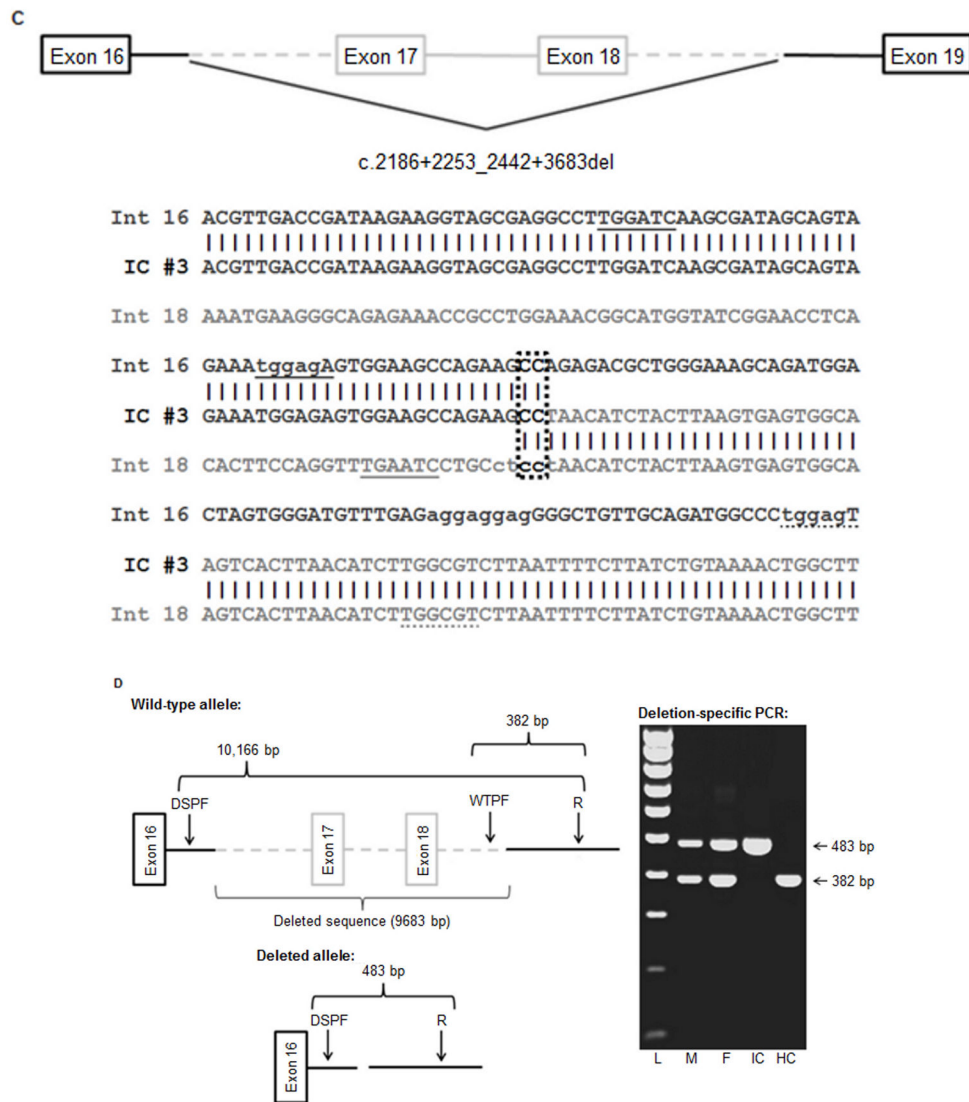 C
Exon 16 Exon 17 Exon 18 Exon 19
c.2186+2253_2442+3683del
Int 16 ACGTTGACCGATAAGAAGGTAGCGAGGCCTTGGATCAAGCGATAGCAGTA
IC #3 ACGTTGACCGATAAGAAGGTAGCGAGGCCTTGGATCAAGCGATAGCAGTA
Int 18 AAATGAAGGGCAGAGAAACCGCCTGGAAACGGCATGGTATCGGAACCTCA
Int 16 GAAAtggagAGTGGAAGCCAGAAGCCAGAGACGCTGGGAAAGCAGATGGA
IC #3 GAAATGGAGAGTGGAAGCCAGAAGCCTAACATCTACTTAAGTGAGTGGCA
Int 18 CACTTCCAGGTTTGAATCCTGCctcctAACATCTACTTAAGTGAGTGGCA
Int 16 CTAGTGGGATGTTTGAGaggaggagGGGCTGTTGCAGATGGCCCtggagT
IC #3 AGTCACTTAACATCTTGGCGTCTTAATTTTCTTATCTGTAAAACTGGCTT
Int 18 AGTCACTTAACATCTTGGCGTCTTAATTTTCTTATCTGTAAAACTGGCTT
D
Wild-type allele:
382 bp
10,166 bp
DSPF WTPF R
Exon 16 Exon 17 Exon 18
Deleted sequence (9683 bp)
Deleted allele:
483 bp
DSPF R
Exon 16
Deletion-specific PCR:
← 483 bp
← 382 bp
L M F IC HC